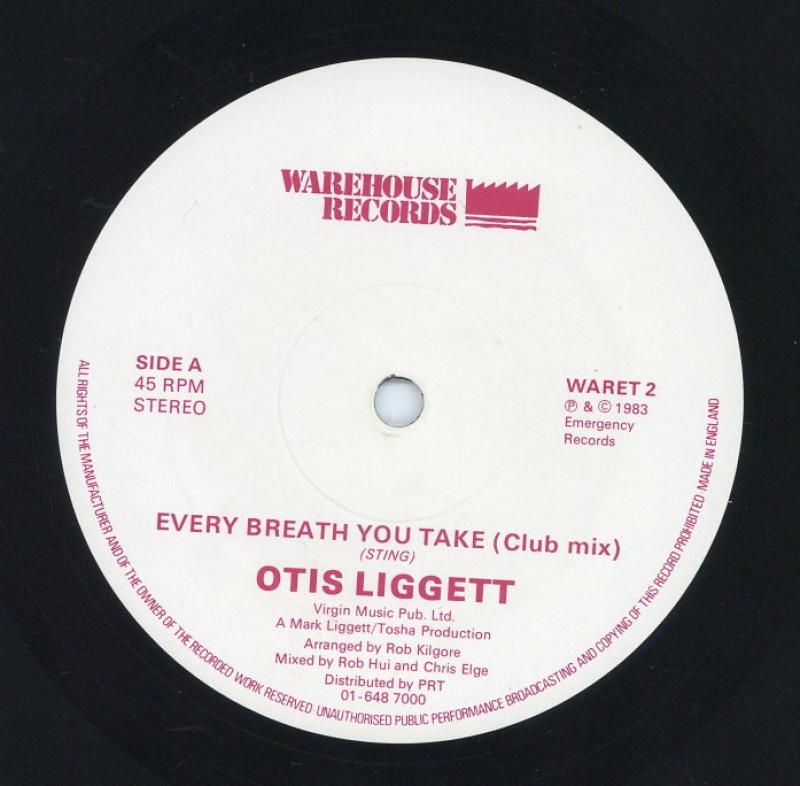 WAREHOUSE
RECORDS
SIDE A
45 RPM
STEREO
WARET 2
Ⓟ & © 1983
Emergency
Records
EVERY BREATH YOU TAKE (Club mix)
(STING)
OTIS LIGGETT
Virgin Music Pub. Ltd.
A Mark Liggett/Tosha Production
Arranged by Rob Kilgore
Mixed by Rob Hui and Chris Elge
Distributed by PRT
01-648 7000
ALL RIGHTS OF THE MANUFACTURER AND OF THE OWNER OF THE RECORDED WORK RESERVED · UNAUTHORISED PUBLIC PERFORMANCE BROADCASTING AND COPYING OF THIS RECORD PROHIBITED MADE IN ENGLAND